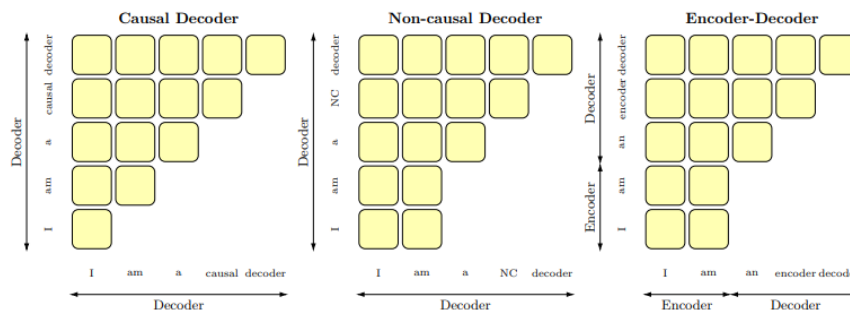 Causal Decoder
Decoder
decoder
causal
a
am
I
I am a causal decoder
Decoder
Non-causal Decoder
Decoder
decoder
NC
a
am
I
I am a NC decoder
Decoder
Encoder-Decoder
Decoder
Encoder
decoder
encoder
an
am
I
I am an encoder decode
Encoder Decoder